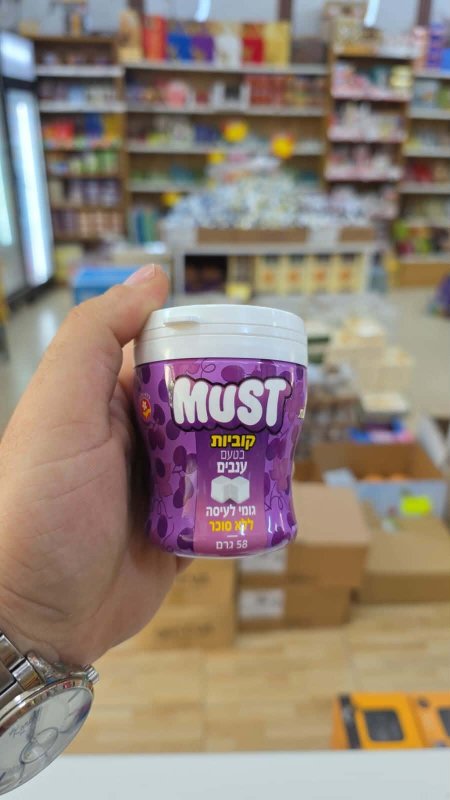 MUST
קוביות
בטעם
ענבים
גומי לעיסה
ללא סוכר
58 גרם